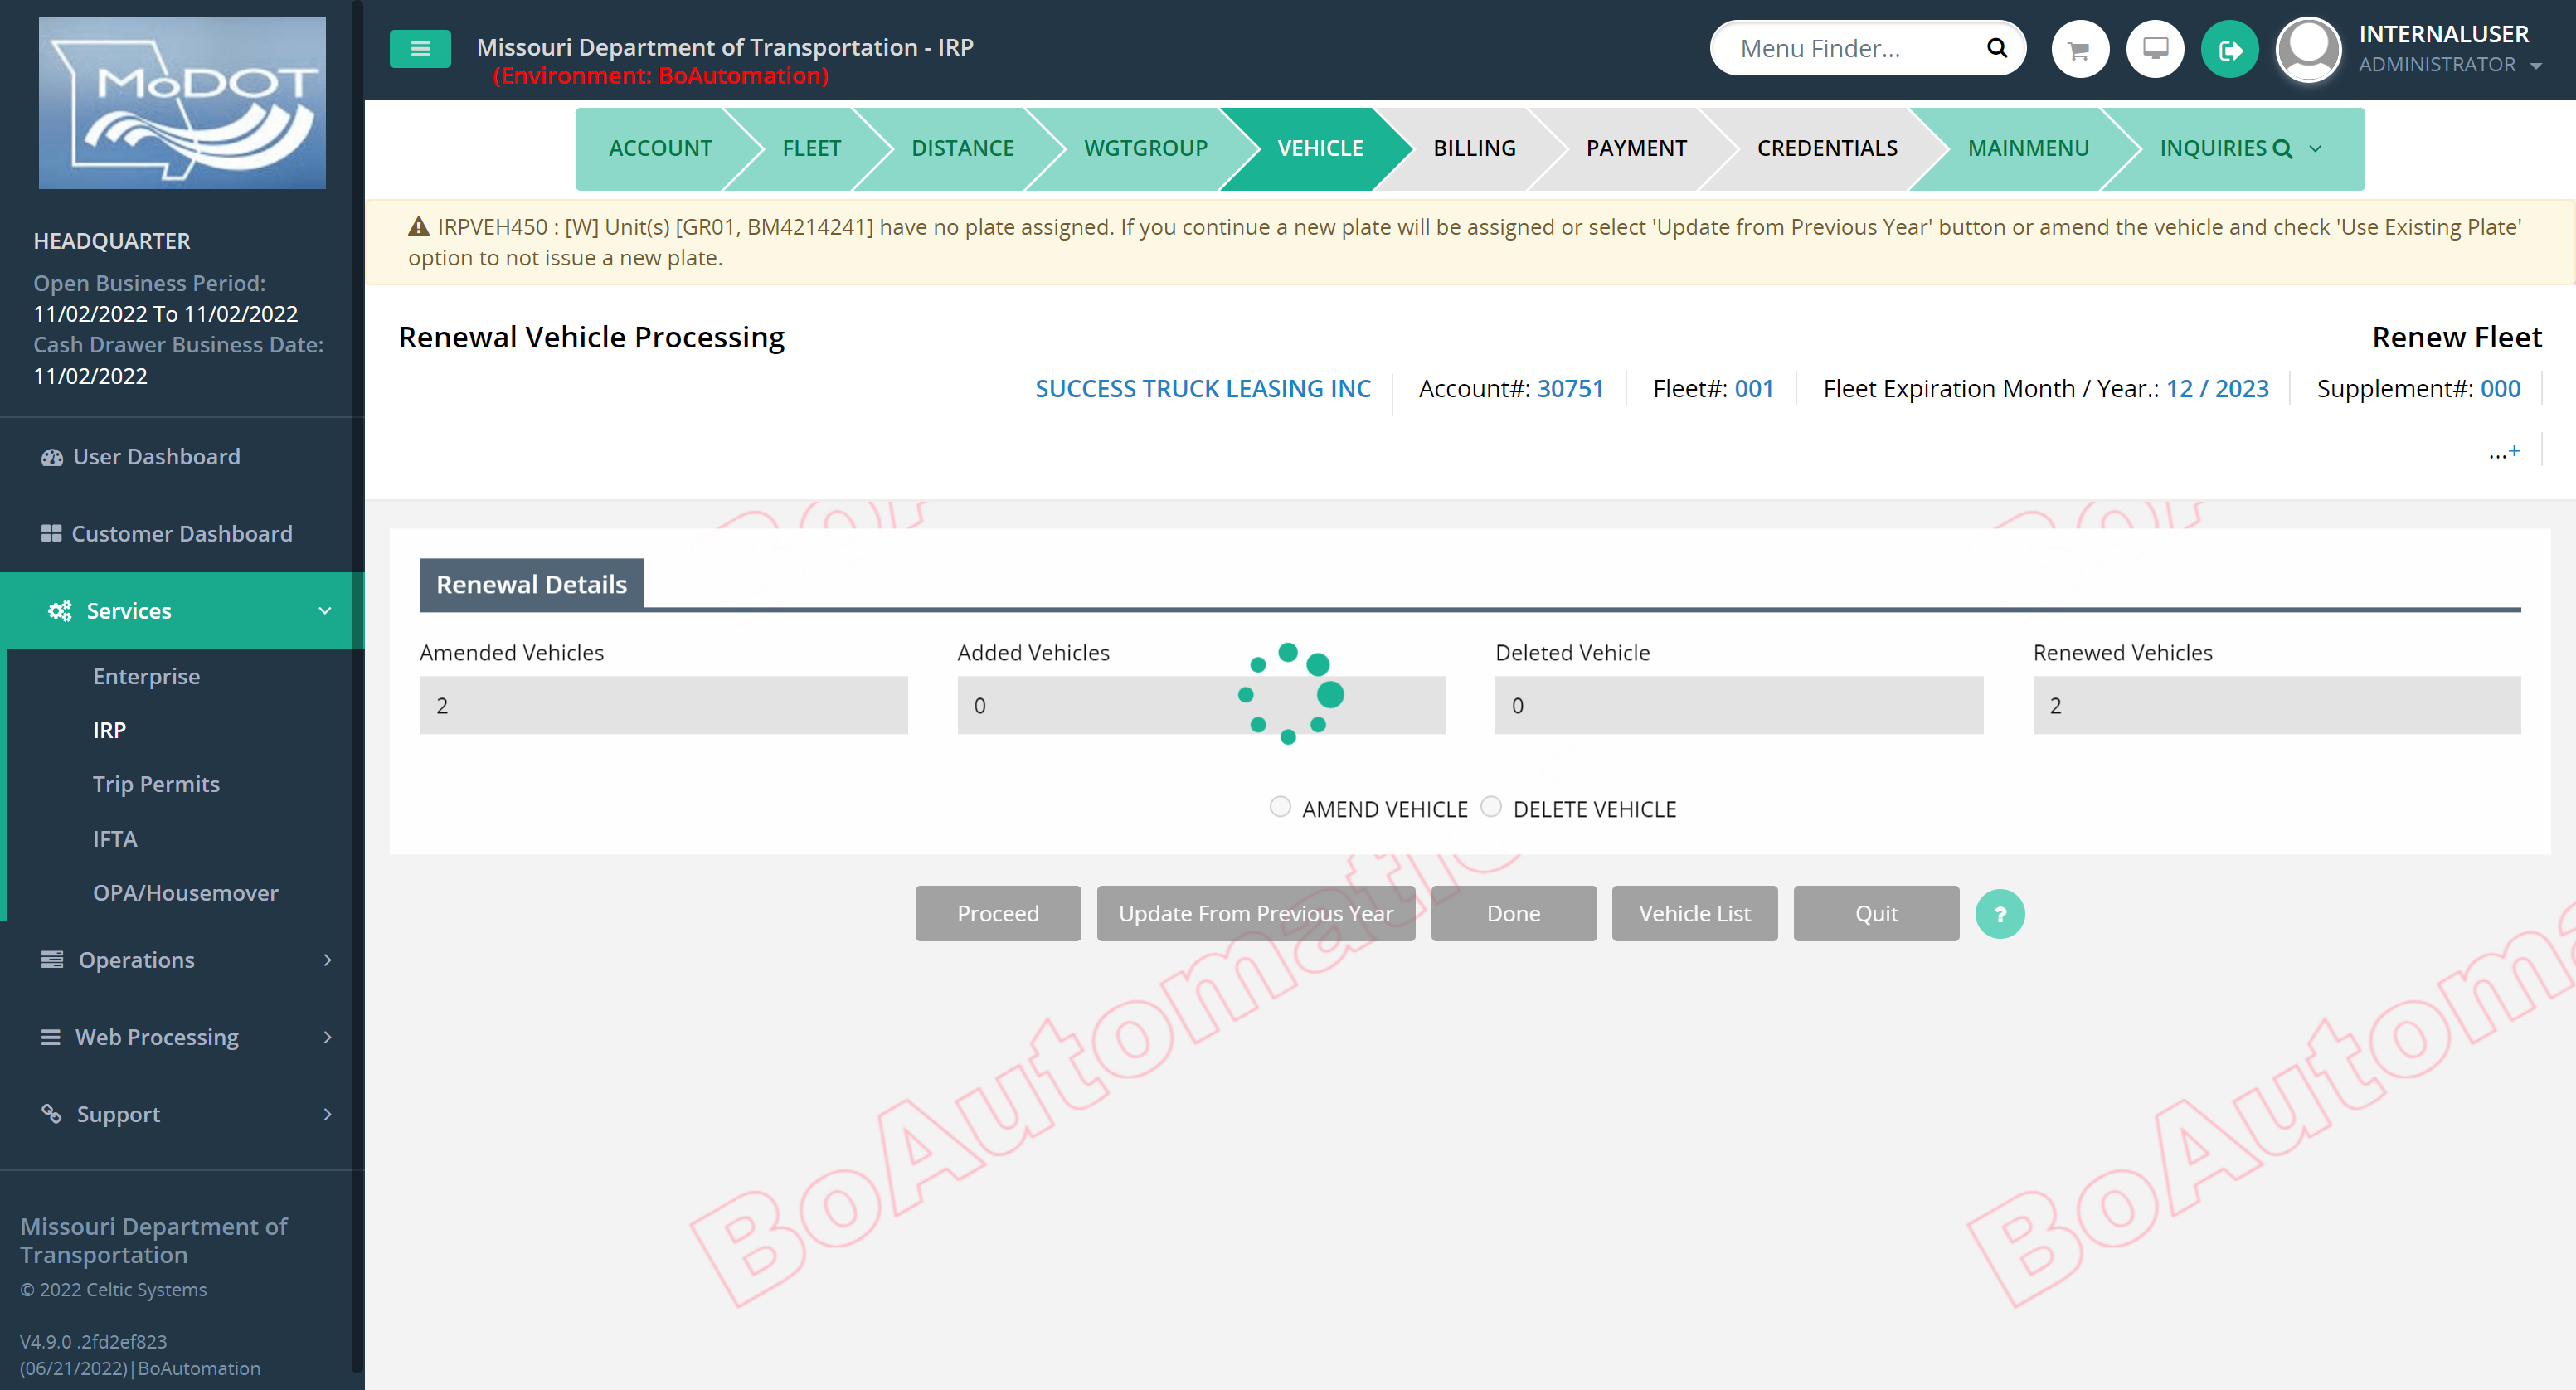 MoDOT
HEADQUARTER
Open Business Period:
11/02/2022 To 11/02/2022
Cash Drawer Business Date:
11/02/2022
User Dashboard
Customer Dashboard
Services
Enterprise
IRP
Trip Permits
IFTA
OPA/Housemover
Operations
Web Processing
Support
Missouri Department of
Transportation
© 2022 Celtic Systems
V4.9.0 .2fd2ef823
(06/21/2022)|BoAutomation
Missouri Department of Transportation - IRP
(Environment: BoAutomation)
Menu Finder...
INTERNALUSER
ADMINISTRATOR
ACCOUNT FLEET DISTANCE WGTGROUP VEHICLE BILLING PAYMENT CREDENTIALS MAINMENU INQUIRIES
IRPVEH450 : [W] Unit(s) [GR01, BM4214241] have no plate assigned. If you continue a new plate will be assigned or select 'Update from Previous Year' button or amend the vehicle and check 'Use Existing Plate'
option to not issue a new plate.
Renewal Vehicle Processing Renew Fleet
SUCCESS TRUCK LEASING INC Account#: 30751 Fleet#: 001 Fleet Expiration Month / Year.: 12 / 2023 Supplement#: 000
...+
Renewal Details
Amended Vehicles Added Vehicles Deleted Vehicle Renewed Vehicles
2 0 0 2
AMEND VEHICLE DELETE VEHICLE
Proceed Update From Previous Year Done Vehicle List Quit ?
BoAutomatic
BoAutoma